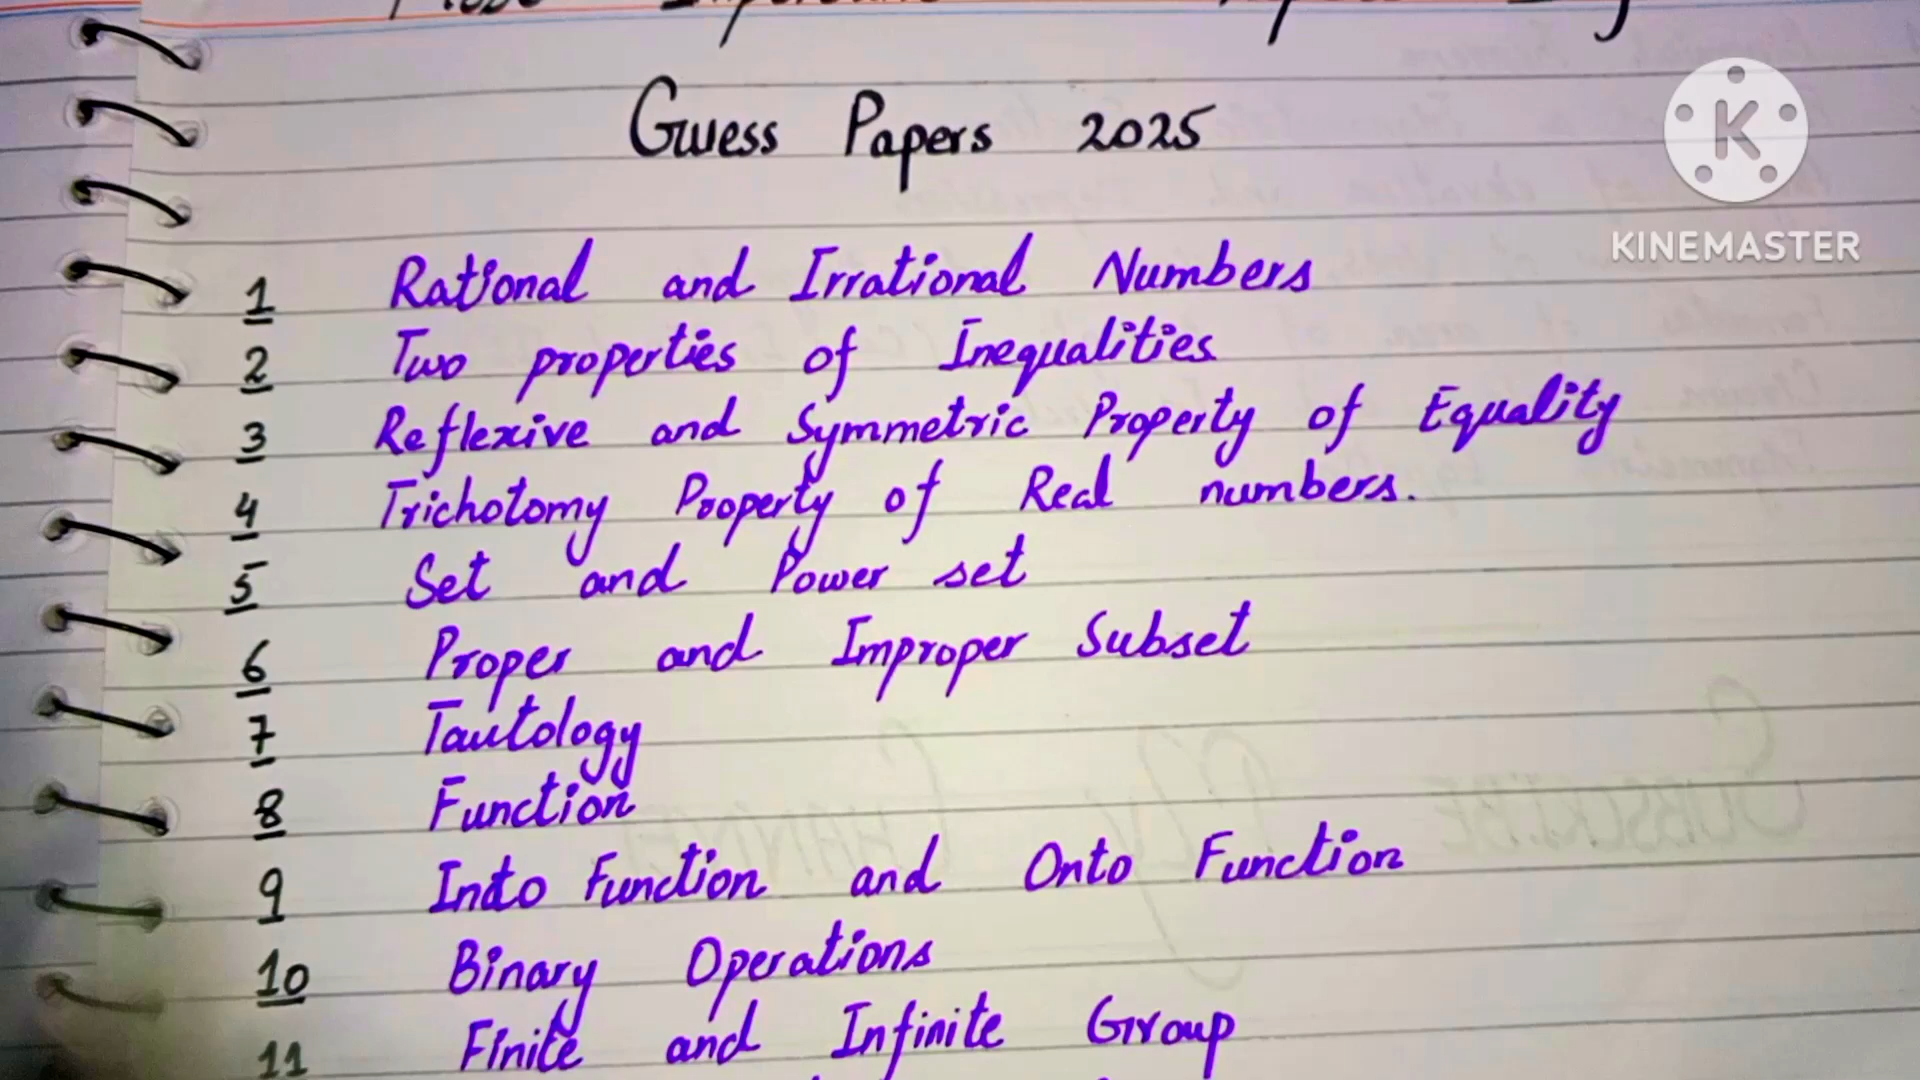 Guess Papers 2025
KINEMASTER
1 Rational and Irrational Numbers
2 Two properties of Inequalities
3 Reflexive and Symmetric Property of Equality
4 Trichotomy Property of Real numbers.
5 Set and Power set
6 Proper and Improper Subset
7 Tautology
8 Function
9 Into Function and Onto Function
10 Binary Operations
11 Finite and Infinite Group